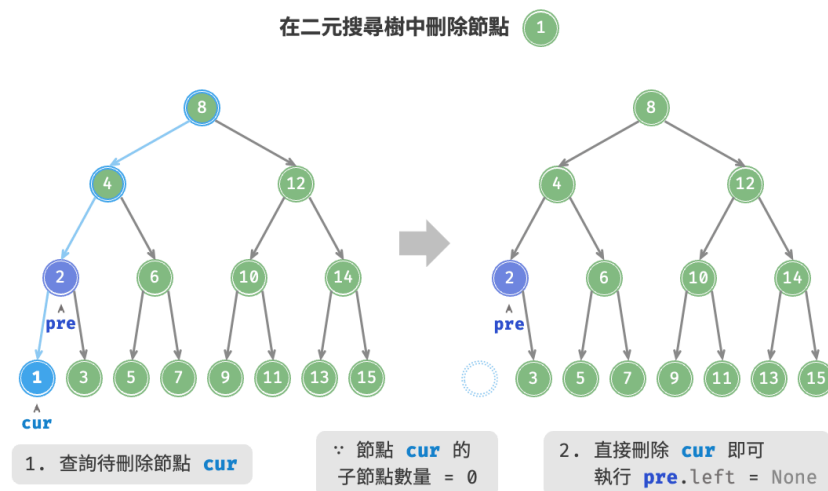 在二元搜尋樹中刪除節點 1
8
4 12
2 6 10 14
pre
1 3 5 7 9 11 13 15
cur
8
4 12
2 6 10 14
pre
3 5 7 9 11 13 15
1. 查詢待刪除節點 cur
∵ 節點 cur 的
子節點數量 = 0
2. 直接刪除 cur 即可
執行 pre.left = None